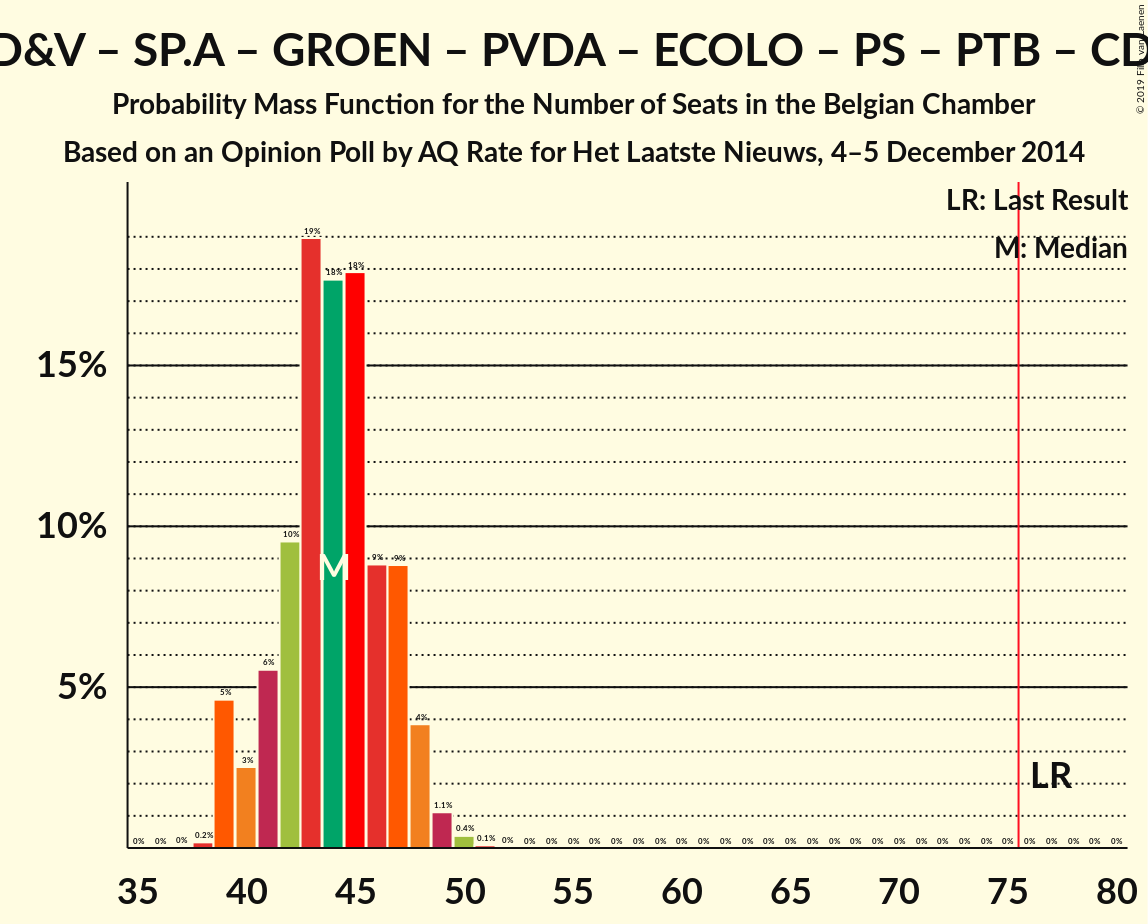 D&V – SP.A – GROEN – PVDA – ECOLO – PS – PTB – CD
Probability Mass Function for the Number of Seats in the Belgian Chamber
Based on an Opinion Poll by AQ Rate for Het Laatste Nieuws, 4–5 December 2014
© 2019 Filip van Laenen
LR: Last Result
M: Median
15%
10%
5%
0% 0% 0% 0.2% 5% 3% 6% 10% 19% 18% 18% 9% 9% 4% 1.1% 0.4% 0.1% 0% 0% 0% 0% 0% 0% 0% 0% 0% 0% 0% 0% 0% 0% 0% 0% 0% 0% 0% 0% 0% 0% 0% 0% 0% 0% 0% 0% 0%
M
LR
35 40 45 50 55 60 65 70 75 80